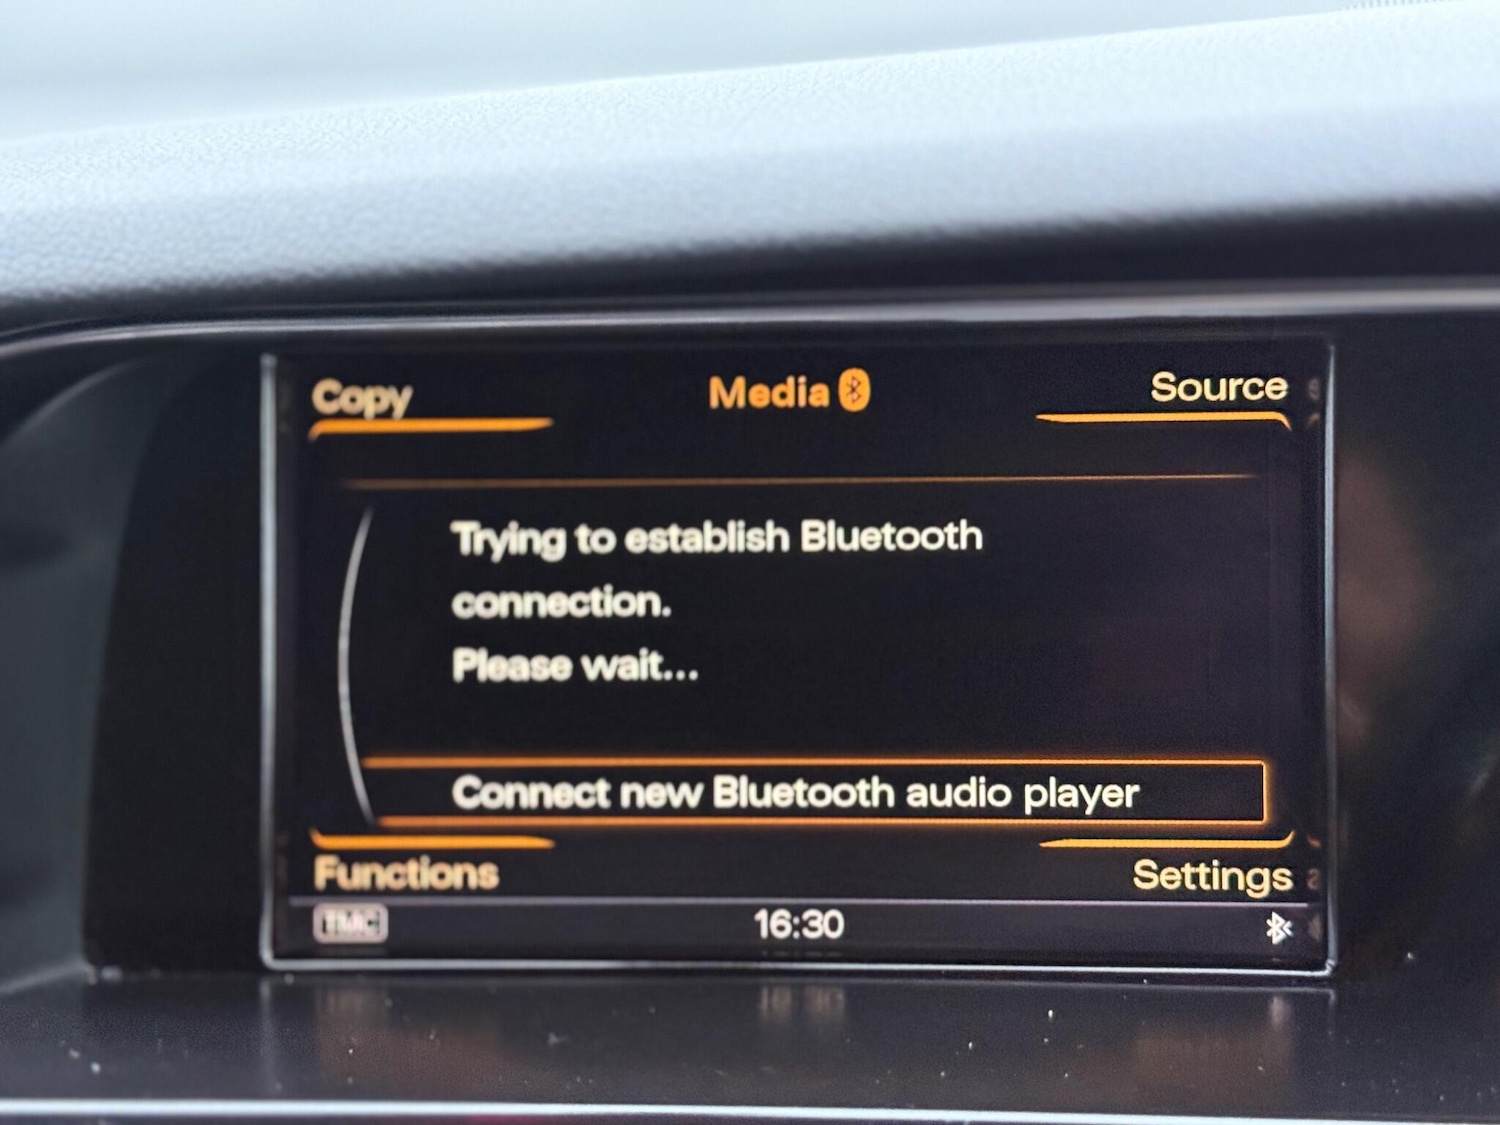 Copy
Media
Source
Trying to establish Bluetooth
connection.
Please wait...
Connect new Bluetooth audio player
Functions
Settings
TMC
16:30